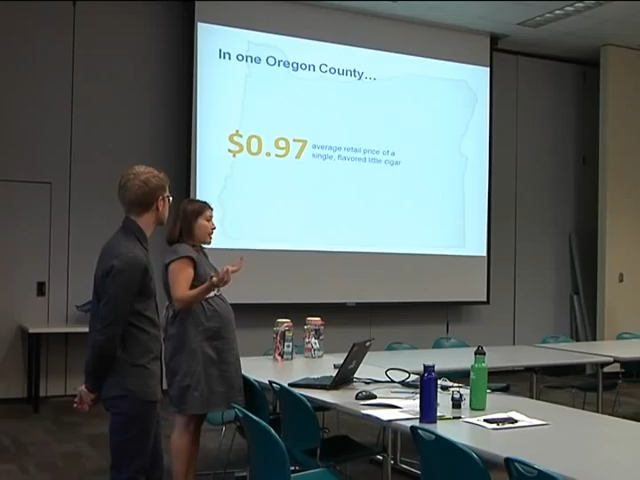 In one Oregon County...
$0.97
average retail price of a
single, flavored little cigar